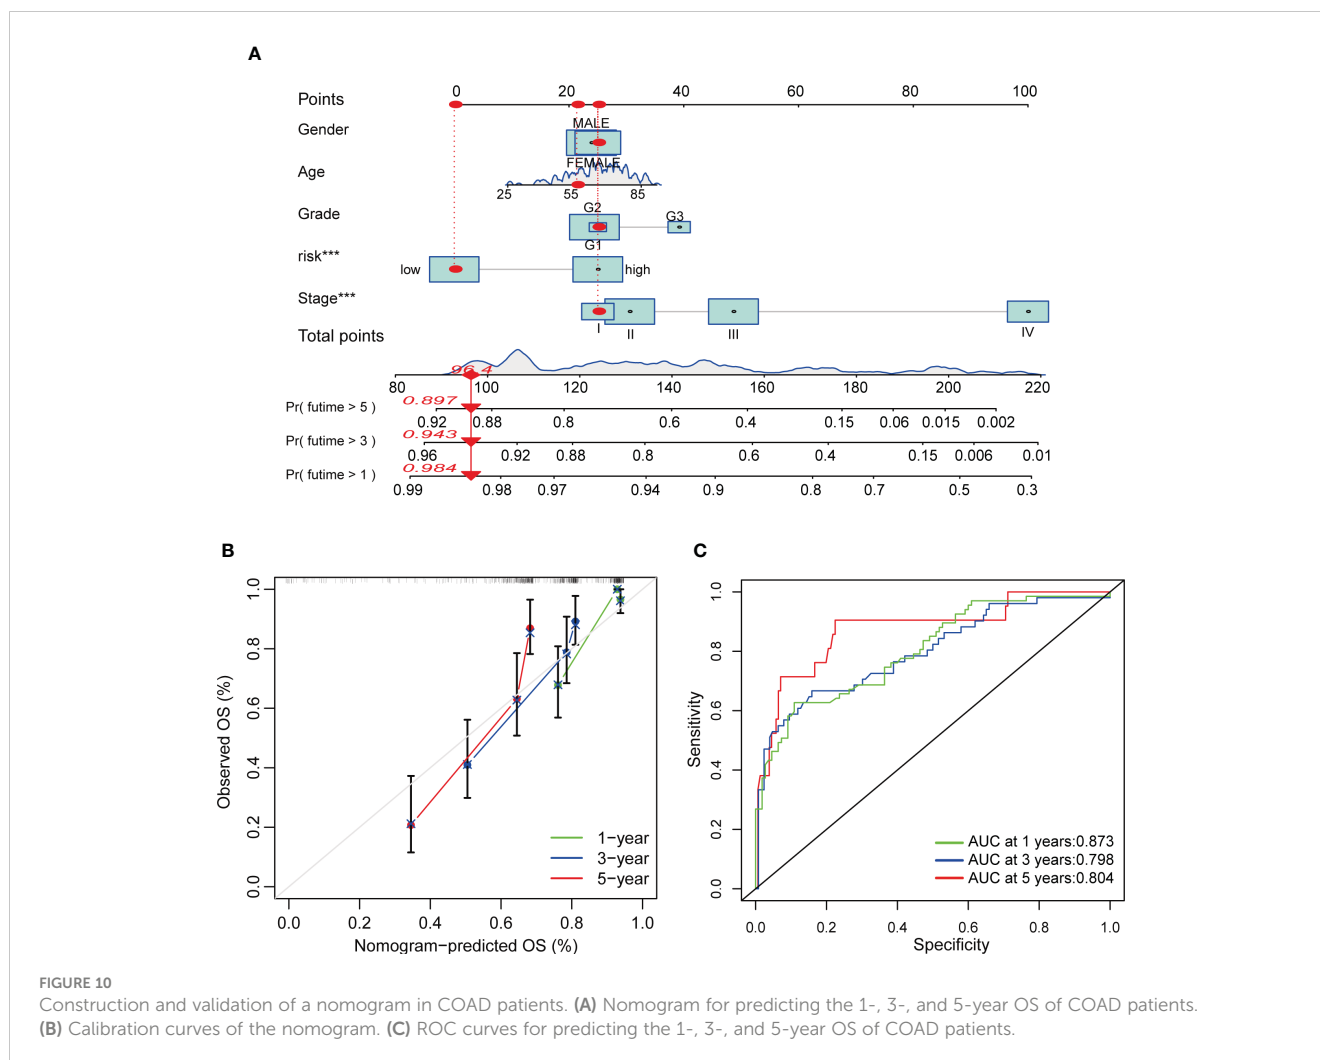 A
Points
0 20 40 60 80 100
Gender
MALE
FEMALE
Age
25 55 85
Grade
G2
G3
G1
risk***
low
high
Stage***
I II III IV
Total points
96.4
80 100 120 140 160 180 200 220
0.897
Pr( futime > 5 )
0.92 0.88 0.8 0.6 0.4 0.15 0.06 0.015 0.002
0.943
Pr( futime > 3 )
0.96 0.92 0.88 0.8 0.6 0.4 0.15 0.006 0.01
0.984
Pr( futime > 1 )
0.99 0.98 0.97 0.94 0.9 0.8 0.7 0.5 0.3
B
Observed OS (%)
1.0
0.8
0.6
0.4
0.2
0.0
1-year
3-year
5-year
0.0 0.2 0.4 0.6 0.8 1.0
Nomogram-predicted OS (%)
C
Sensitivity
1.0
0.8
0.6
0.4
0.2
0.0
AUC at 1 years:0.873
AUC at 3 years:0.798
AUC at 5 years:0.804
0.0 0.2 0.4 0.6 0.8 1.0
Specificity
FIGURE 10
Construction and validation of a nomogram in COAD patients. (A) Nomogram for predicting the 1-, 3-, and 5-year OS of COAD patients.
(B) Calibration curves of the nomogram. (C) ROC curves for predicting the 1-, 3-, and 5-year OS of COAD patients.